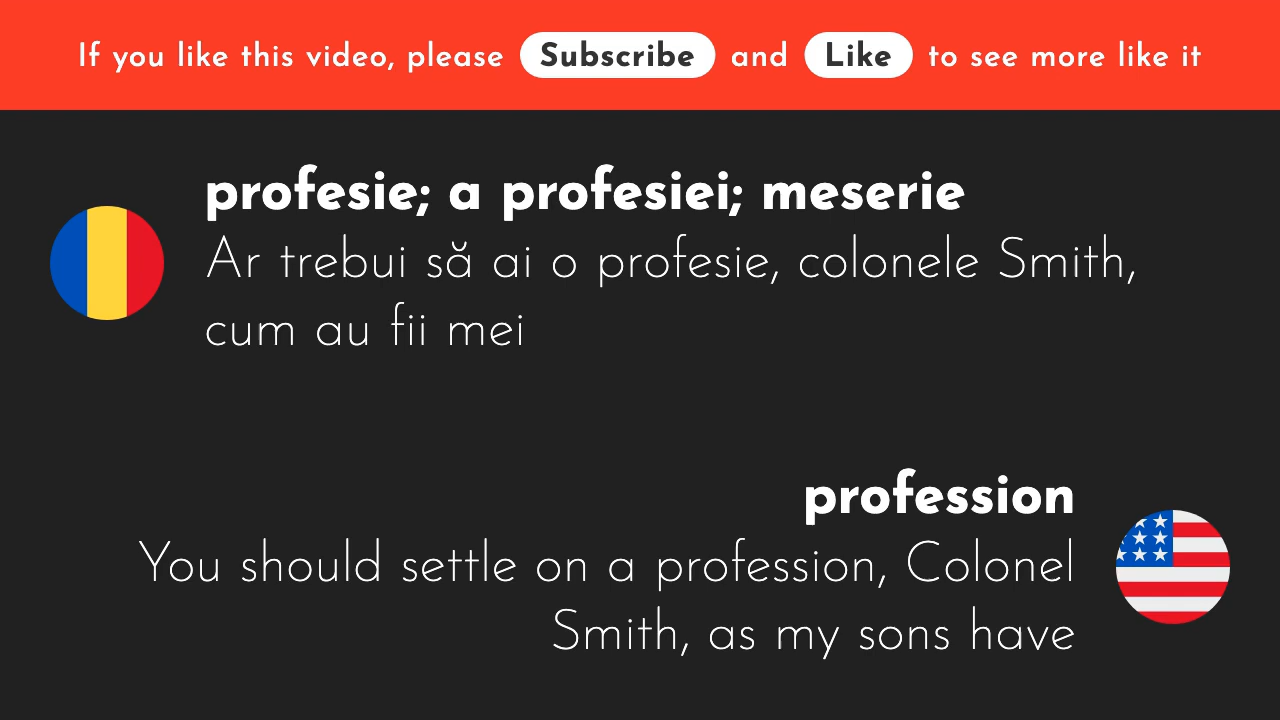 If you like this video, please Subscribe and Like to see more like it
profesie; a profesiei; meserie
Ar trebui să ai o profesie, colonele Smith,
cum au fii mei
profession
You should settle on a profession, Colonel
Smith, as my sons have